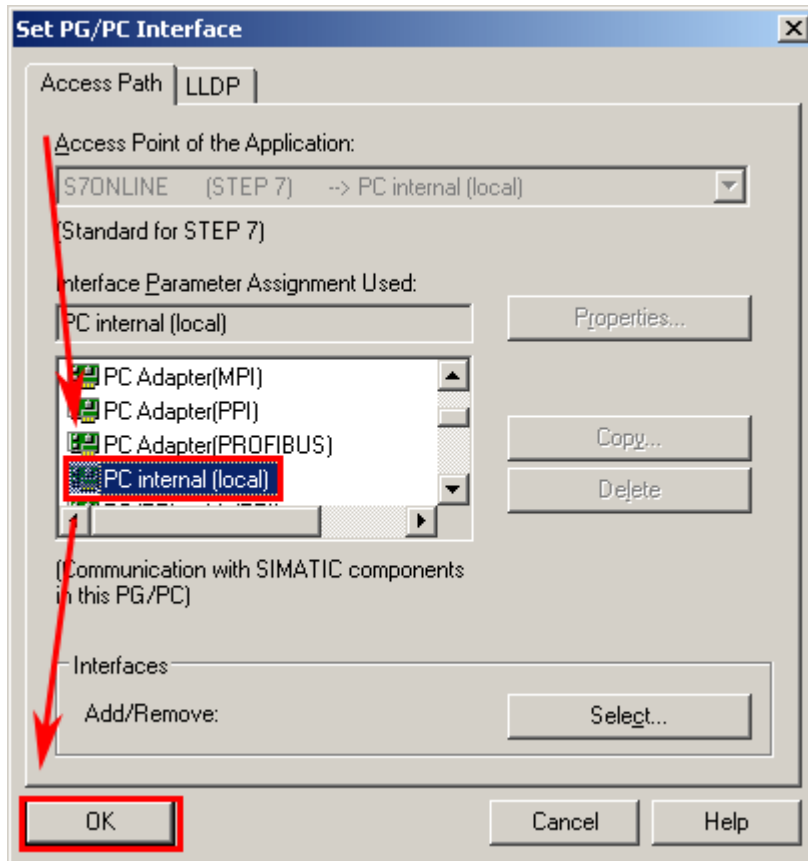 Set PG/PC Interface
Access Path
LLDP
Access Point of the Application:
S7ONLINE (STEP 7) --> PC internal (local)
(Standard for STEP 7)
Interface Parameter Assignment Used:
PC internal (local)
Properties...
PC Adapter(MPI)
PC Adapter(PPI)
PC Adapter(PROFIBUS)
PC internal (local)
Copy...
Delete
(Communication with SIMATIC components
in this PG/PC)
Interfaces
Add/Remove:
Select...
OK
Cancel
Help